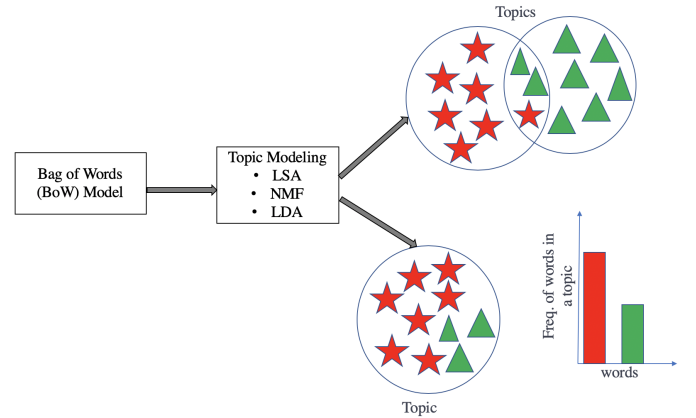 Topics
Bag of Words
(BoW) Model
Topic Modeling
• LSA
• NMF
• LDA
Freq. of words in
a topic
words
Topic